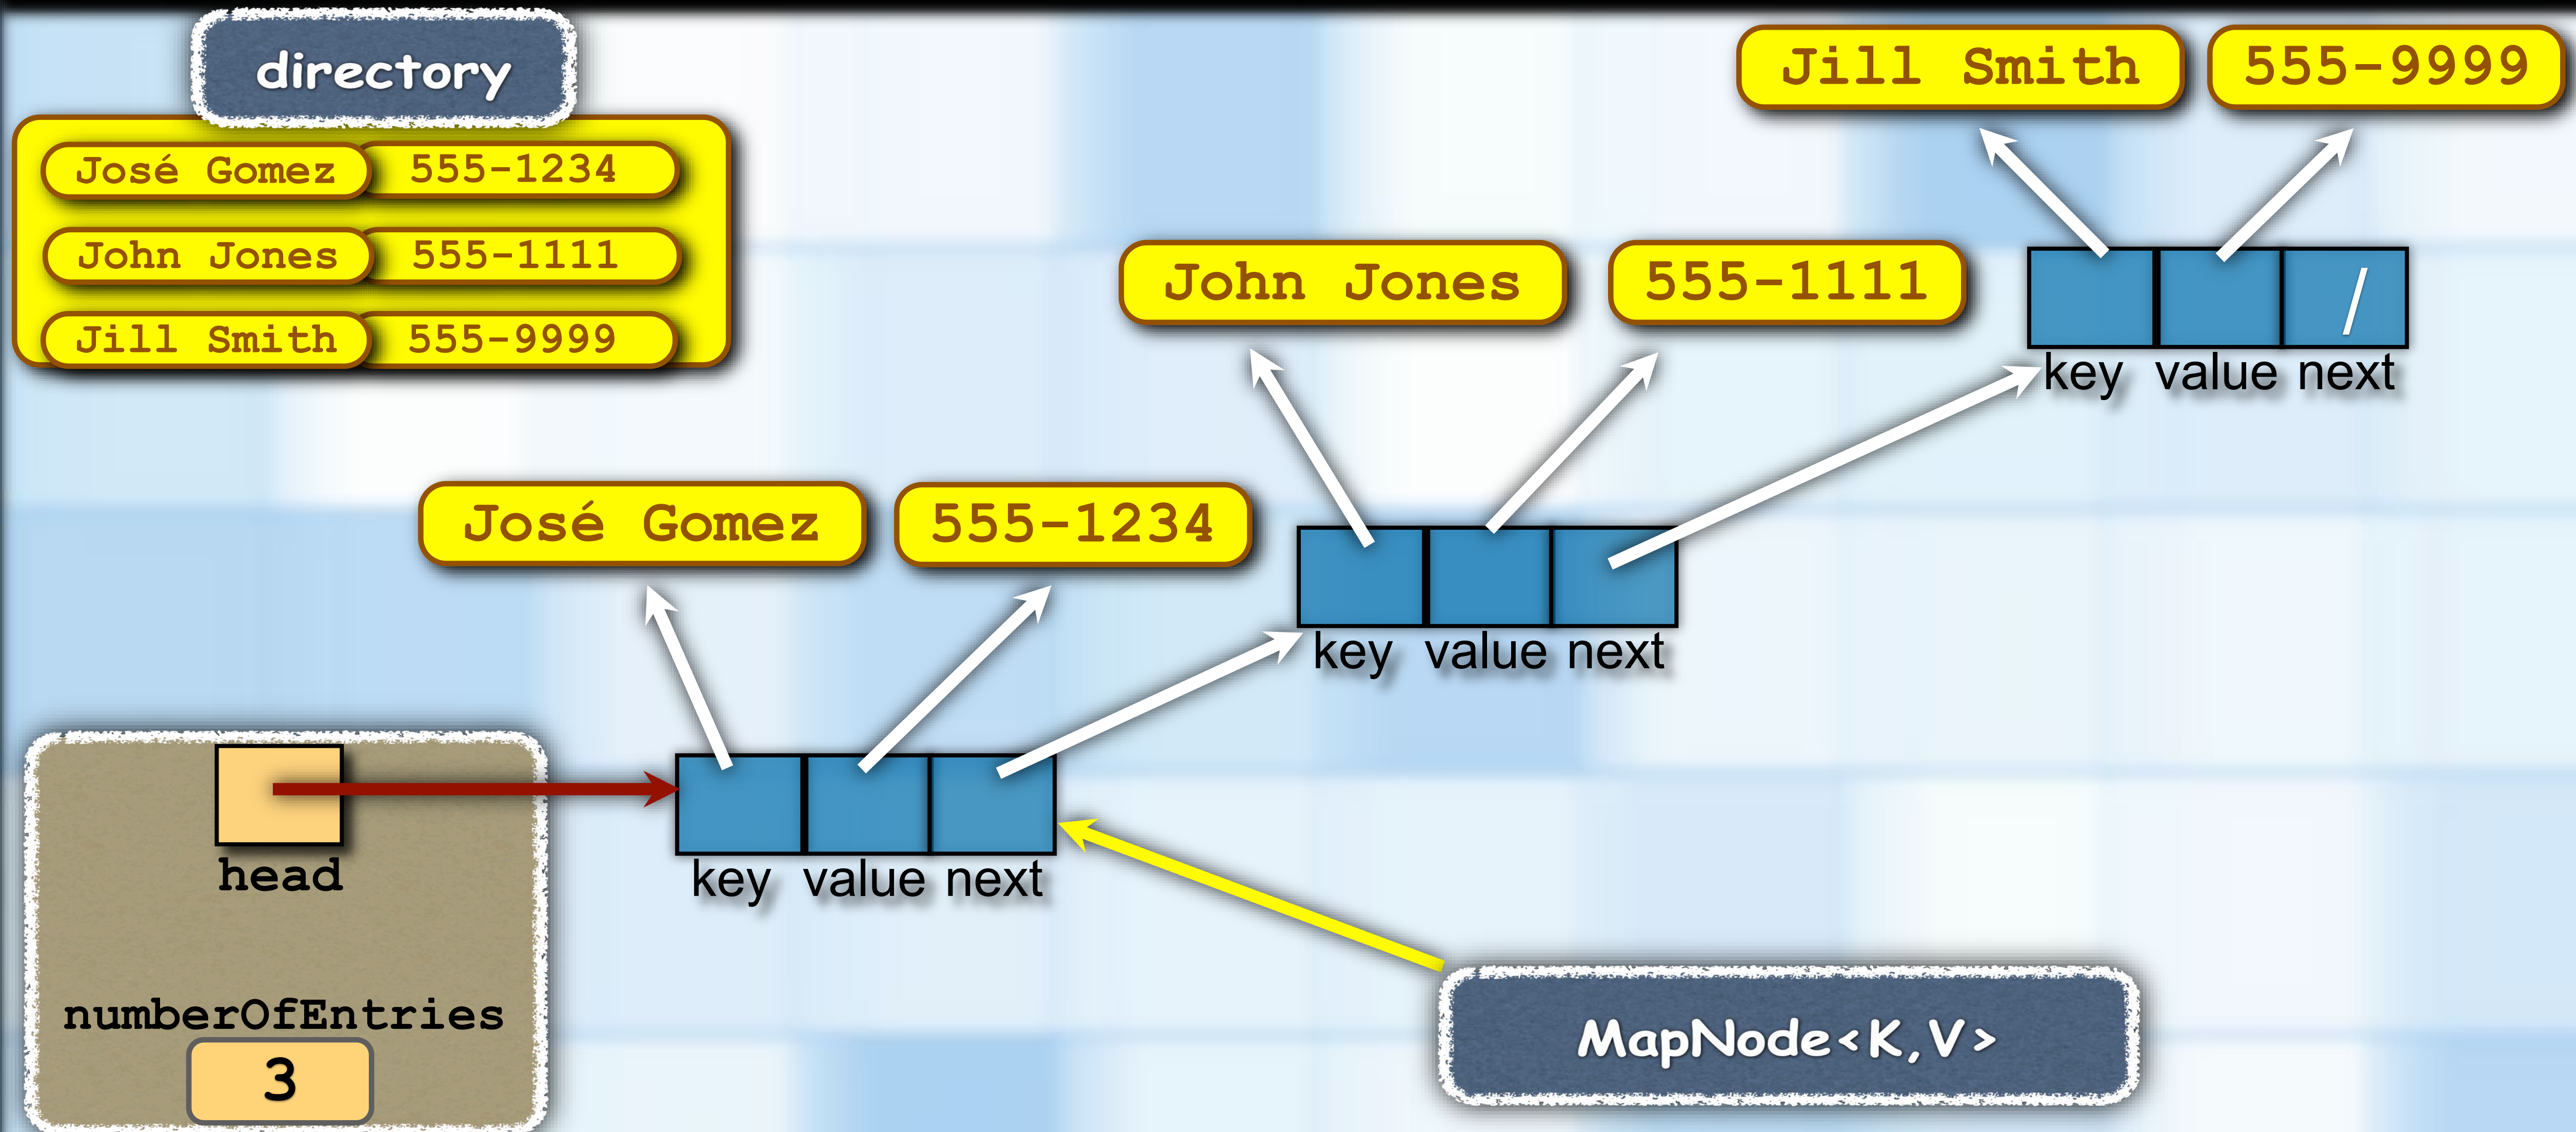 directory
José Gomez 555-1234
John Jones 555-1111
Jill Smith 555-9999
Jill Smith 555-9999
/
key value next
John Jones 555-1111
key value next
José Gomez 555-1234
key value next
head
numberOfEntries
3
MapNode<K,V>